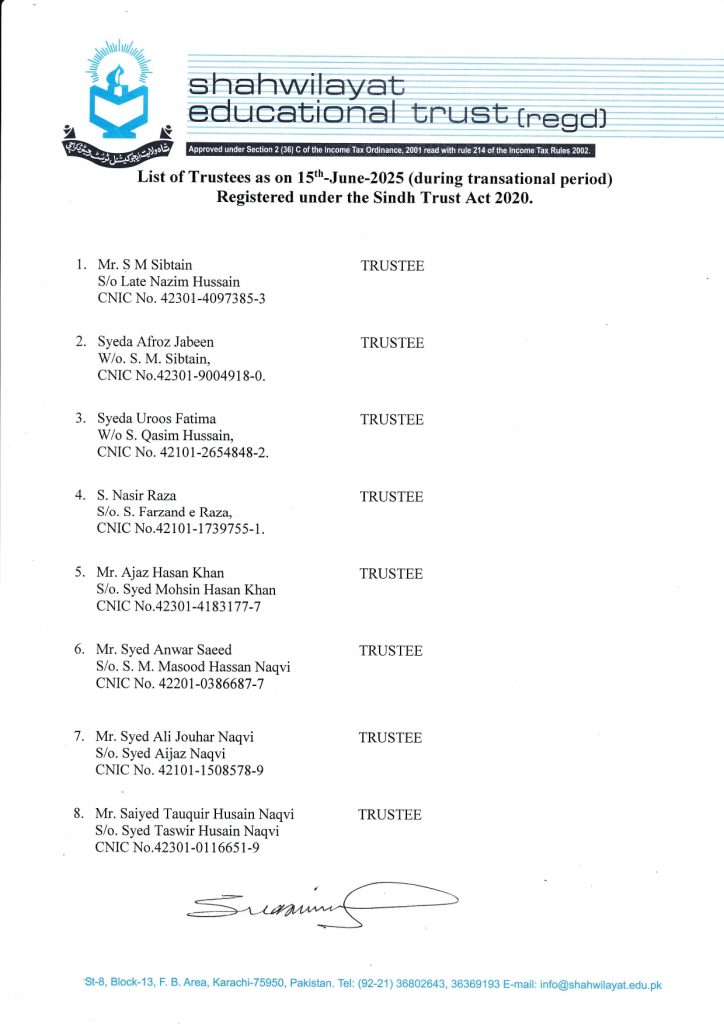 shahwilayat
educational trust (regd)
شاہ ولایت ایجوکیشنل ٹرسٹ رجسٹرڈ کراچی
Approved under Section 2 (36) C of the Income Tax Ordinance, 2001 read with rule 214 of the Income Tax Rules 2002.
List of Trustees as on 15th-June-2025 (during transational period)
Registered under the Sindh Trust Act 2020.
1. Mr. S M Sibtain TRUSTEE
S/o Late Nazim Hussain
CNIC No. 42301-4097385-3
2. Syeda Afroz Jabeen TRUSTEE
W/o. S. M. Sibtain,
CNIC No.42301-9004918-0.
3. Syeda Uroos Fatima TRUSTEE
W/o S. Qasim Hussain,
CNIC No. 42101-2654848-2.
4. S. Nasir Raza TRUSTEE
S/o. S. Farzand e Raza,
CNIC No.42101-1739755-1.
5. Mr. Ajaz Hasan Khan TRUSTEE
S/o. Syed Mohsin Hasan Khan
CNIC No.42301-4183177-7
6. Mr. Syed Anwar Saeed TRUSTEE
S/o. S. M. Masood Hassan Naqvi
CNIC No. 42201-0386687-7
7. Mr. Syed Ali Jouhar Naqvi TRUSTEE
S/o. Syed Aijaz Naqvi
CNIC No. 42101-1508578-9
8. Mr. Saiyed Tauquir Husain Naqvi TRUSTEE
S/o. Syed Taswir Husain Naqvi
CNIC No.42301-0116651-9
St-8, Block-13, F. B. Area, Karachi-75950, Pakistan. Tel: (92-21) 36802643, 36369193 E-mail: info@shahwilayat.edu.pk